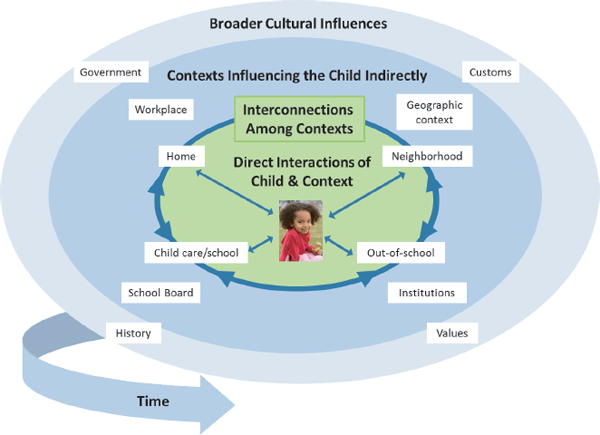 Broader Cultural Influences
Government
Contexts Influencing the Child Indirectly
Customs
Workplace
Interconnections
Among Contexts
Geographic
context
Home
Direct Interactions of
Child & Context
Neighborhood
Child care/school
Out-of-school
School Board
Institutions
History
Values
Time